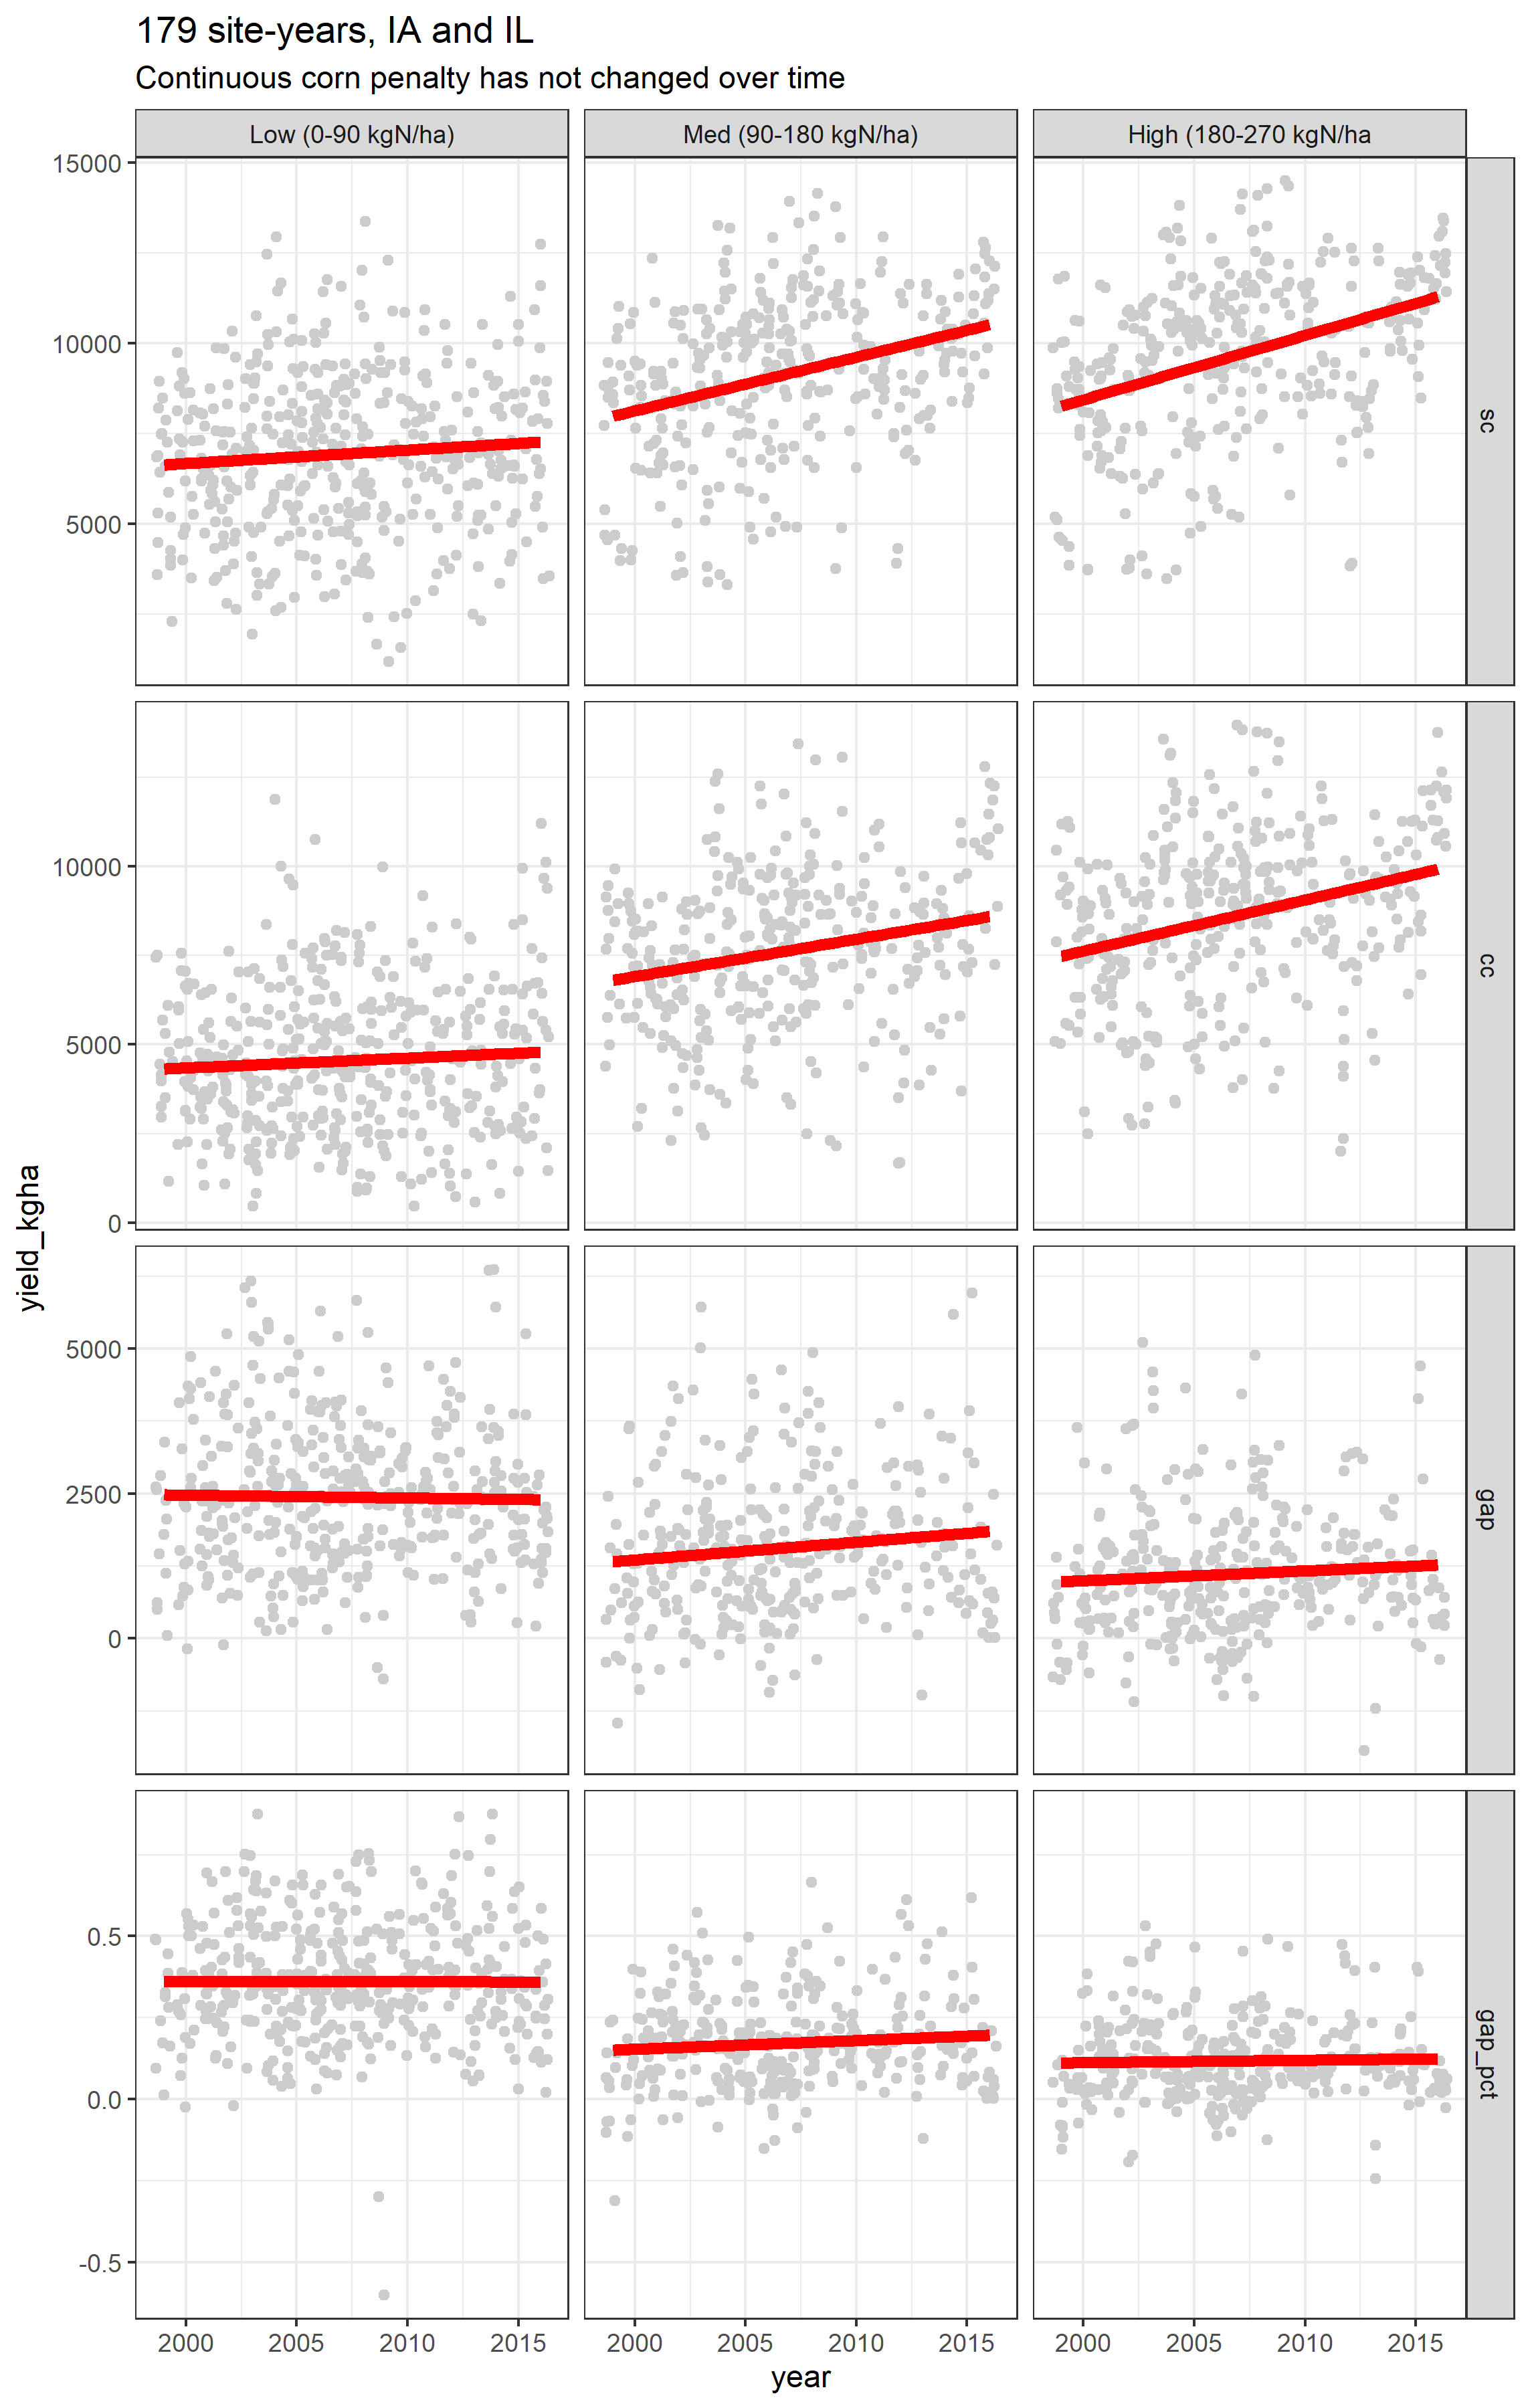 179 site-years, IA and IL
Continuous corn penalty has not changed over time
Low (0-90 kgN/ha)
Med (90-180 kgN/ha)
High (180-270 kgN/ha
15000
10000
5000
sc
10000
5000
0
cc
yield_kgha
5000
2500
0
gap
0.5
0.0
-0.5
gap_pct
2000
2005
2010
2015
2000
2005
2010
2015
2000
2005
2010
2015
year